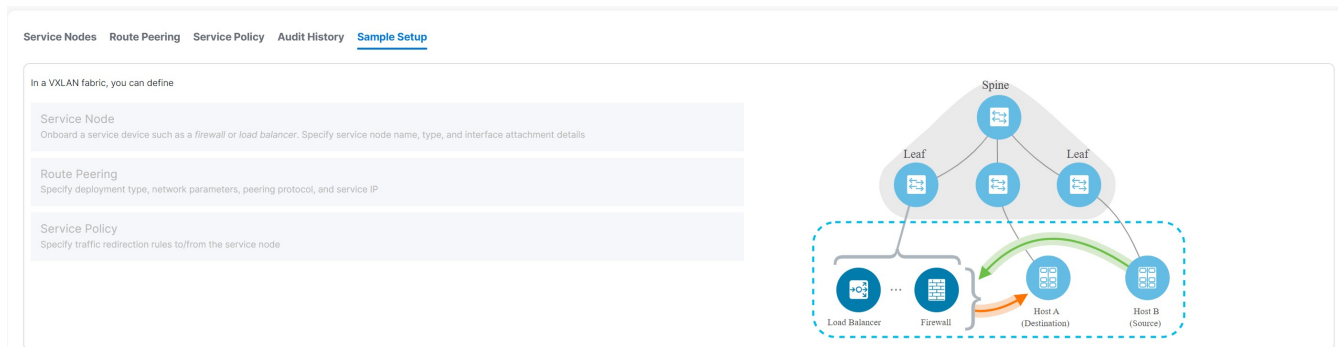 Service Nodes Route Peering Service Policy Audit History Sample Setup
In a VXLAN fabric, you can define
Service Node
Onboard a service device such as a firewall or load balancer. Specify service node name, type, and interface attachment details
Route Peering
Specify deployment type, network parameters, peering protocol, and service IP
Service Policy
Specify traffic redirection rules to/from the service node
Spine
Leaf
Leaf
...
Load Balancer
Firewall
Host A
(Destination)
Host B
(Source)